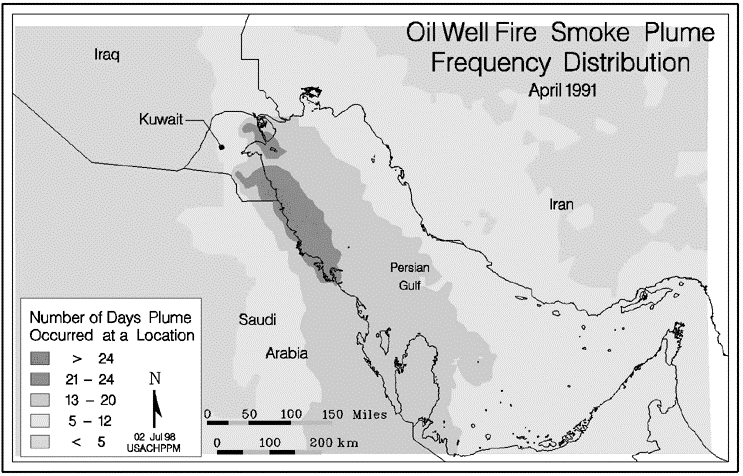 Oil Well Fire Smoke Plume
Frequency Distribution
April 1991
Iraq
Kuwait
Iran
Persian
Gulf
Saudi
Arabia
Number of Days Plume
Occurred at a Location
> 24
21 - 24
13 - 20
5 - 12
< 5
N
02 Jul 98
USACHPPM
0 50 100 150 Miles
0 100 200 km